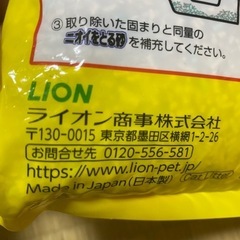 ③取り除いた固まりと同量の
ニオイをとる砂を補充してください。
LION
ライオン商事株式会社
〒130-0015 東京都墨田区横網1-2-26
お問合せ先 0120-556-581
https://www.lion-pet.jp/
Made in Japan(日本製)